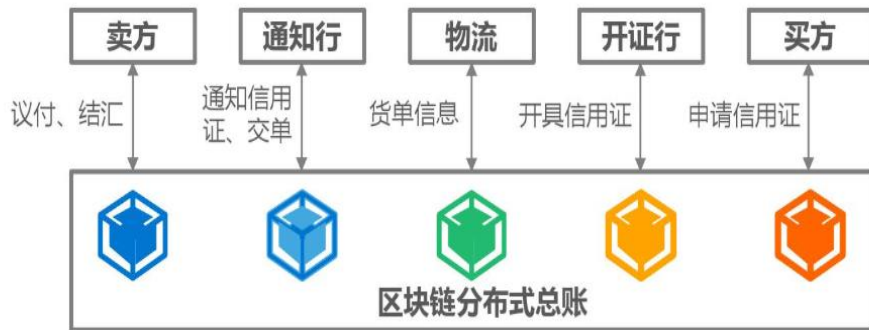 卖方
通知行
物流
开证行
买方
议付、结汇
通知信用
证、交单
货单信息
开具信用证
申请信用证
区块链分布式总账